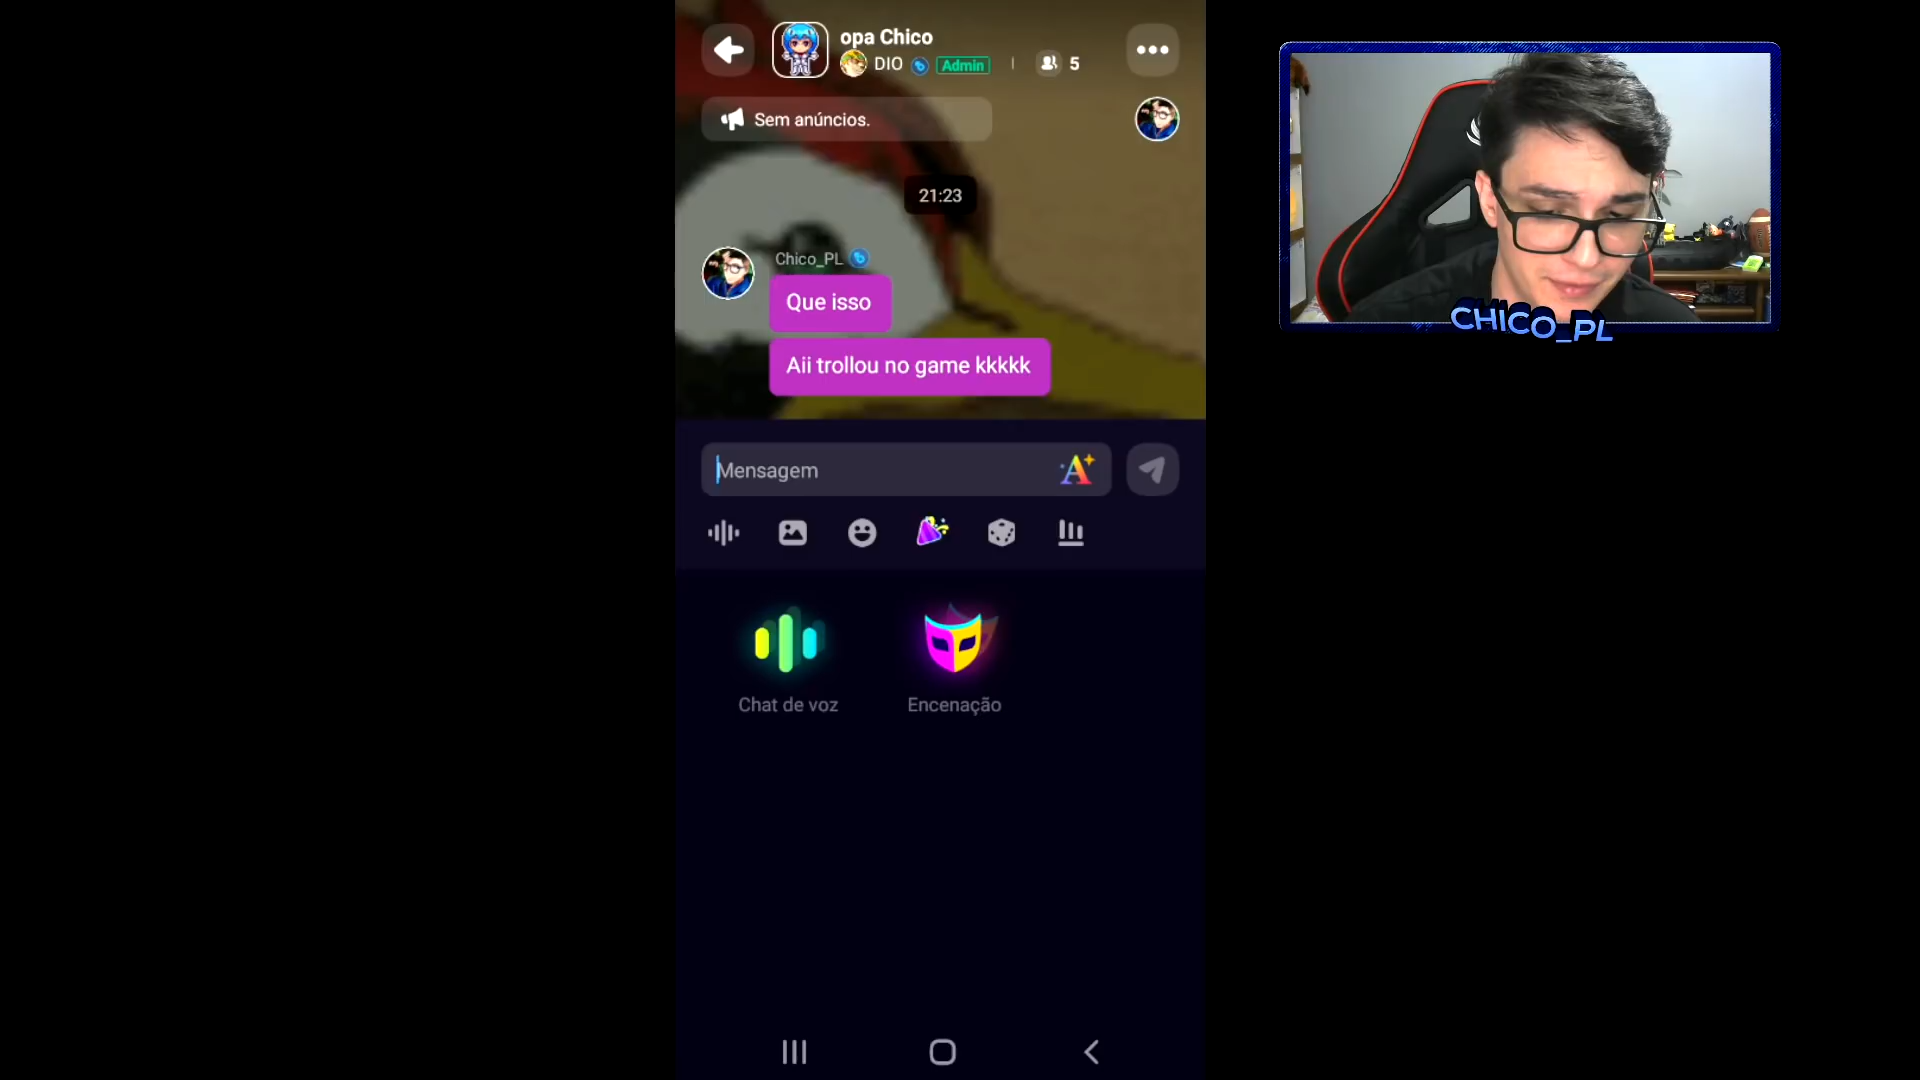 opa Chico
DIO Admin 5
Sem anúncios.
21:23
Chico_PL
Que isso
Aii trollou no game kkkkk
Mensagem
Chat de voz
Encenação
CHICO_PL